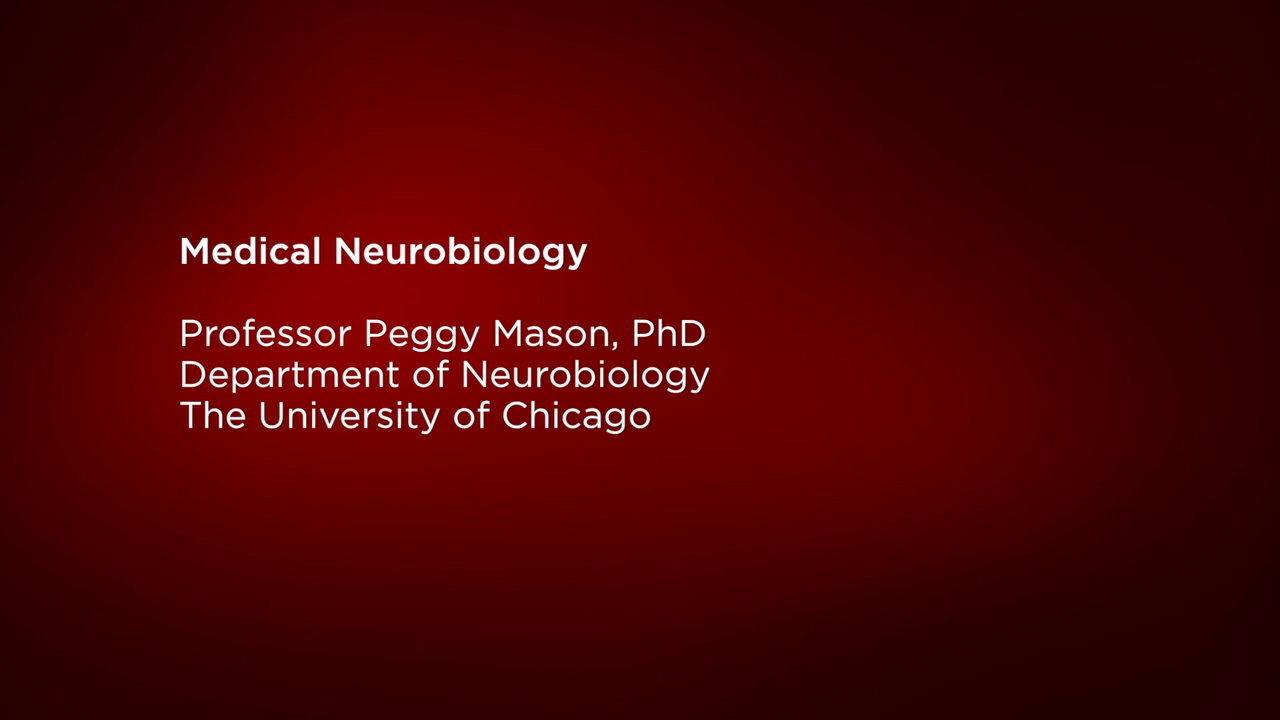 Medical Neurobiology
Professor Peggy Mason, PhD
Department of Neurobiology
The University of Chicago